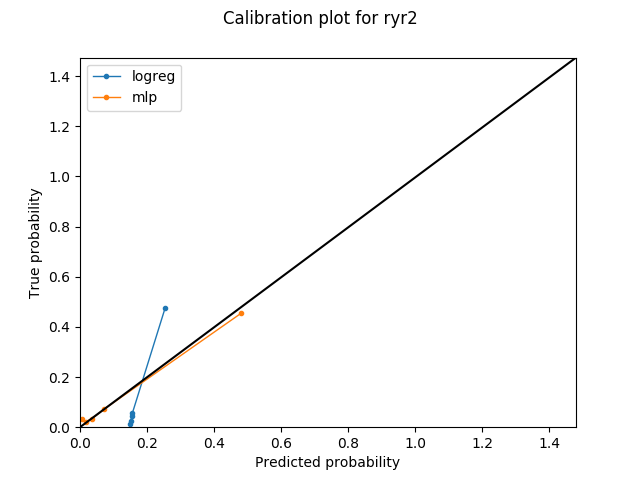 Calibration plot for ryr2
logreg
mlp
True probability
1.4
1.2
1.0
0.8
0.6
0.4
0.2
0.0
0.0 0.2 0.4 0.6 0.8 1.0 1.2 1.4
Predicted probability